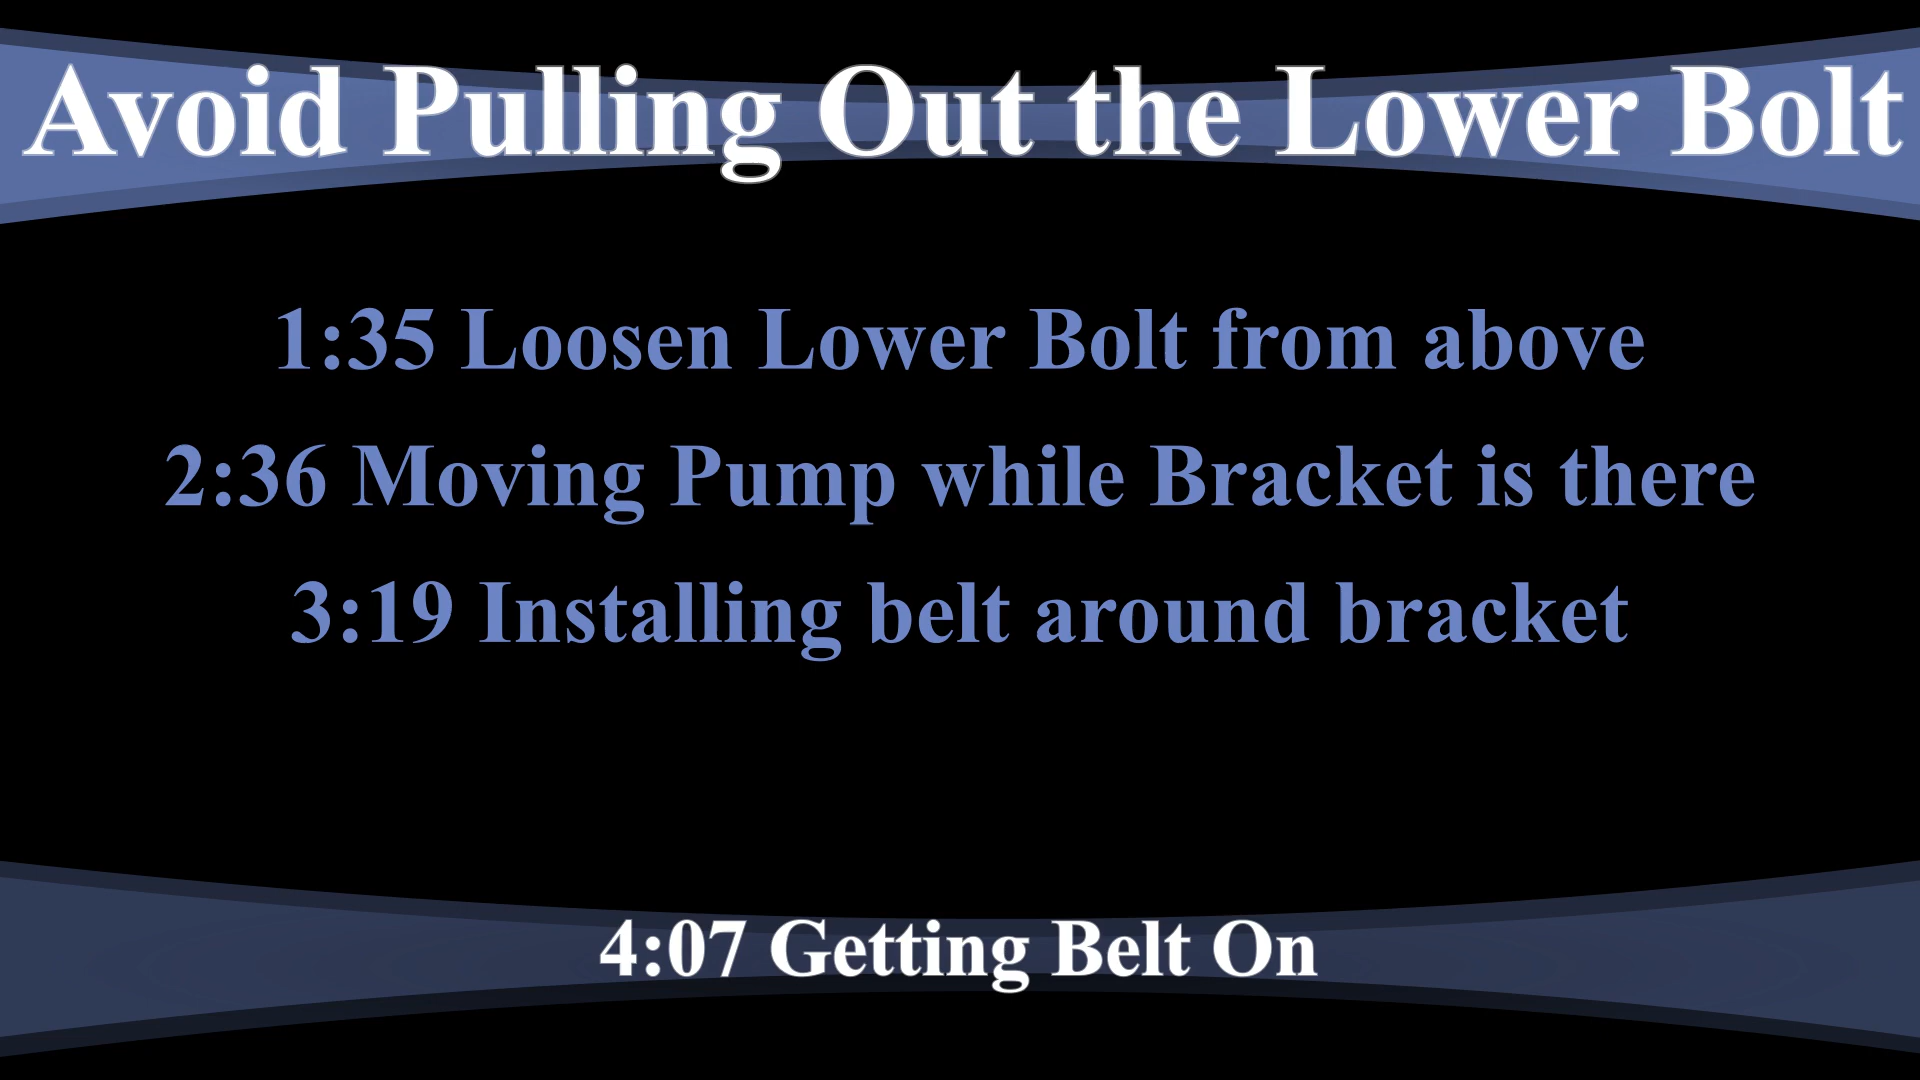 Avoid Pulling Out the Lower Bolt
1:35 Loosen Lower Bolt from above
2:36 Moving Pump while Bracket is there
3:19 Installing belt around bracket
4:07 Getting Belt On